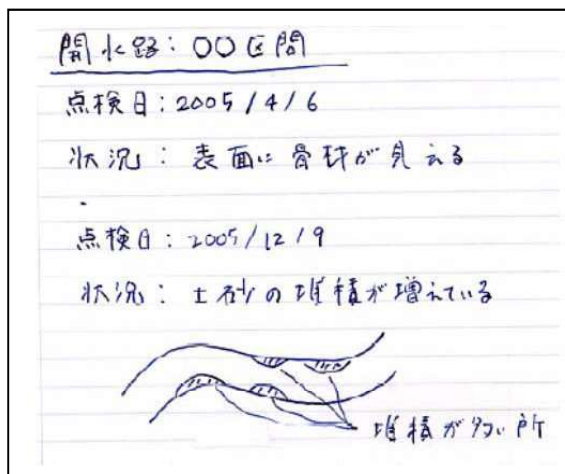 開水路：〇〇区間
点検日：2005/4/6
状況：表面に骨材が見える
・
点検日：2005/12/9
状況：土砂の堆積が増えている
堆積が多い所